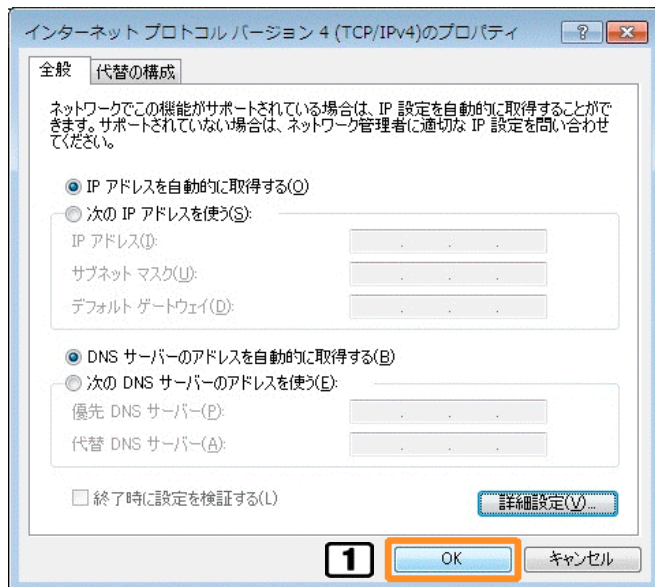 インターネット プロトコル バージョン 4 (TCP/IPv4)のプロパティ
全般
代替の構成
ネットワークでこの機能がサポートされている場合は、IP 設定を自動的に取得することがで
きます。サポートされていない場合は、ネットワーク管理者に適切な IP 設定を問い合わせ
てください。
IP アドレスを自動的に取得する(O)
次の IP アドレスを使う(S):
IP アドレス(I):
サブネット マスク(U):
デフォルト ゲートウェイ(D):
DNS サーバーのアドレスを自動的に取得する(B)
次の DNS サーバーのアドレスを使う(E):
優先 DNS サーバー(P):
代替 DNS サーバー(A):
終了時に設定を検証する(L)
詳細設定(V)...
1 OK キャンセル